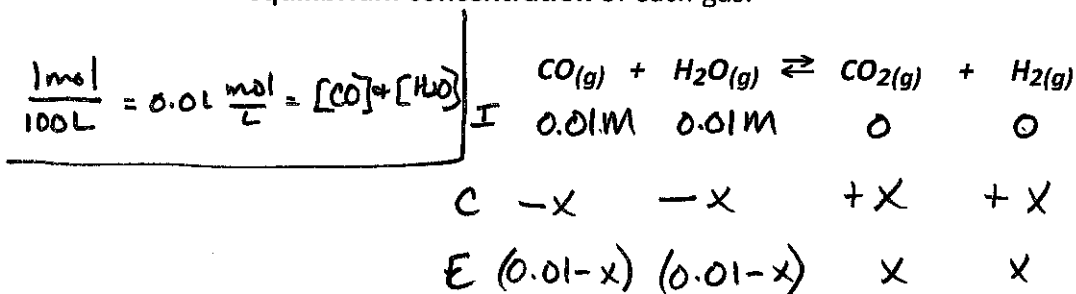 equilibrium concentration of each gas.
CO(g) + H2O(g) ⇄ CO2(g) + H2(g)
1mol/100L = 0.01 mol/L = [CO]+[H2O]
I 0.01M 0.01M 0 0
C -x -x +x +x
E (0.01-x) (0.01-x) x x